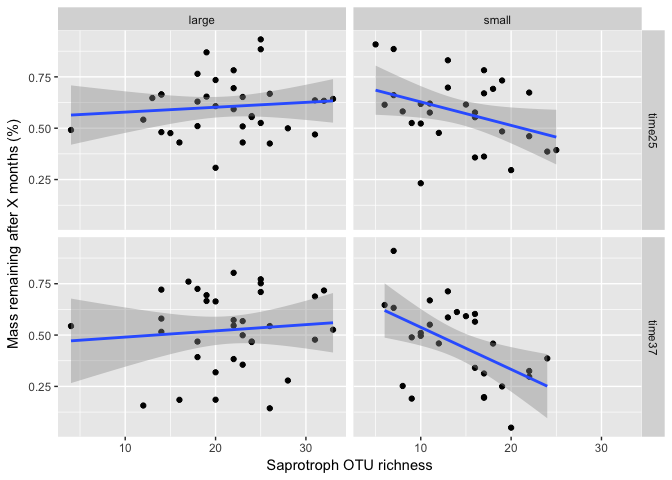 large small
Mass remaining after X months (%)
0.75
0.50
0.25
time25
0.75
0.50
0.25
time37
10 20 30 10 20 30
Saprotroph OTU richness